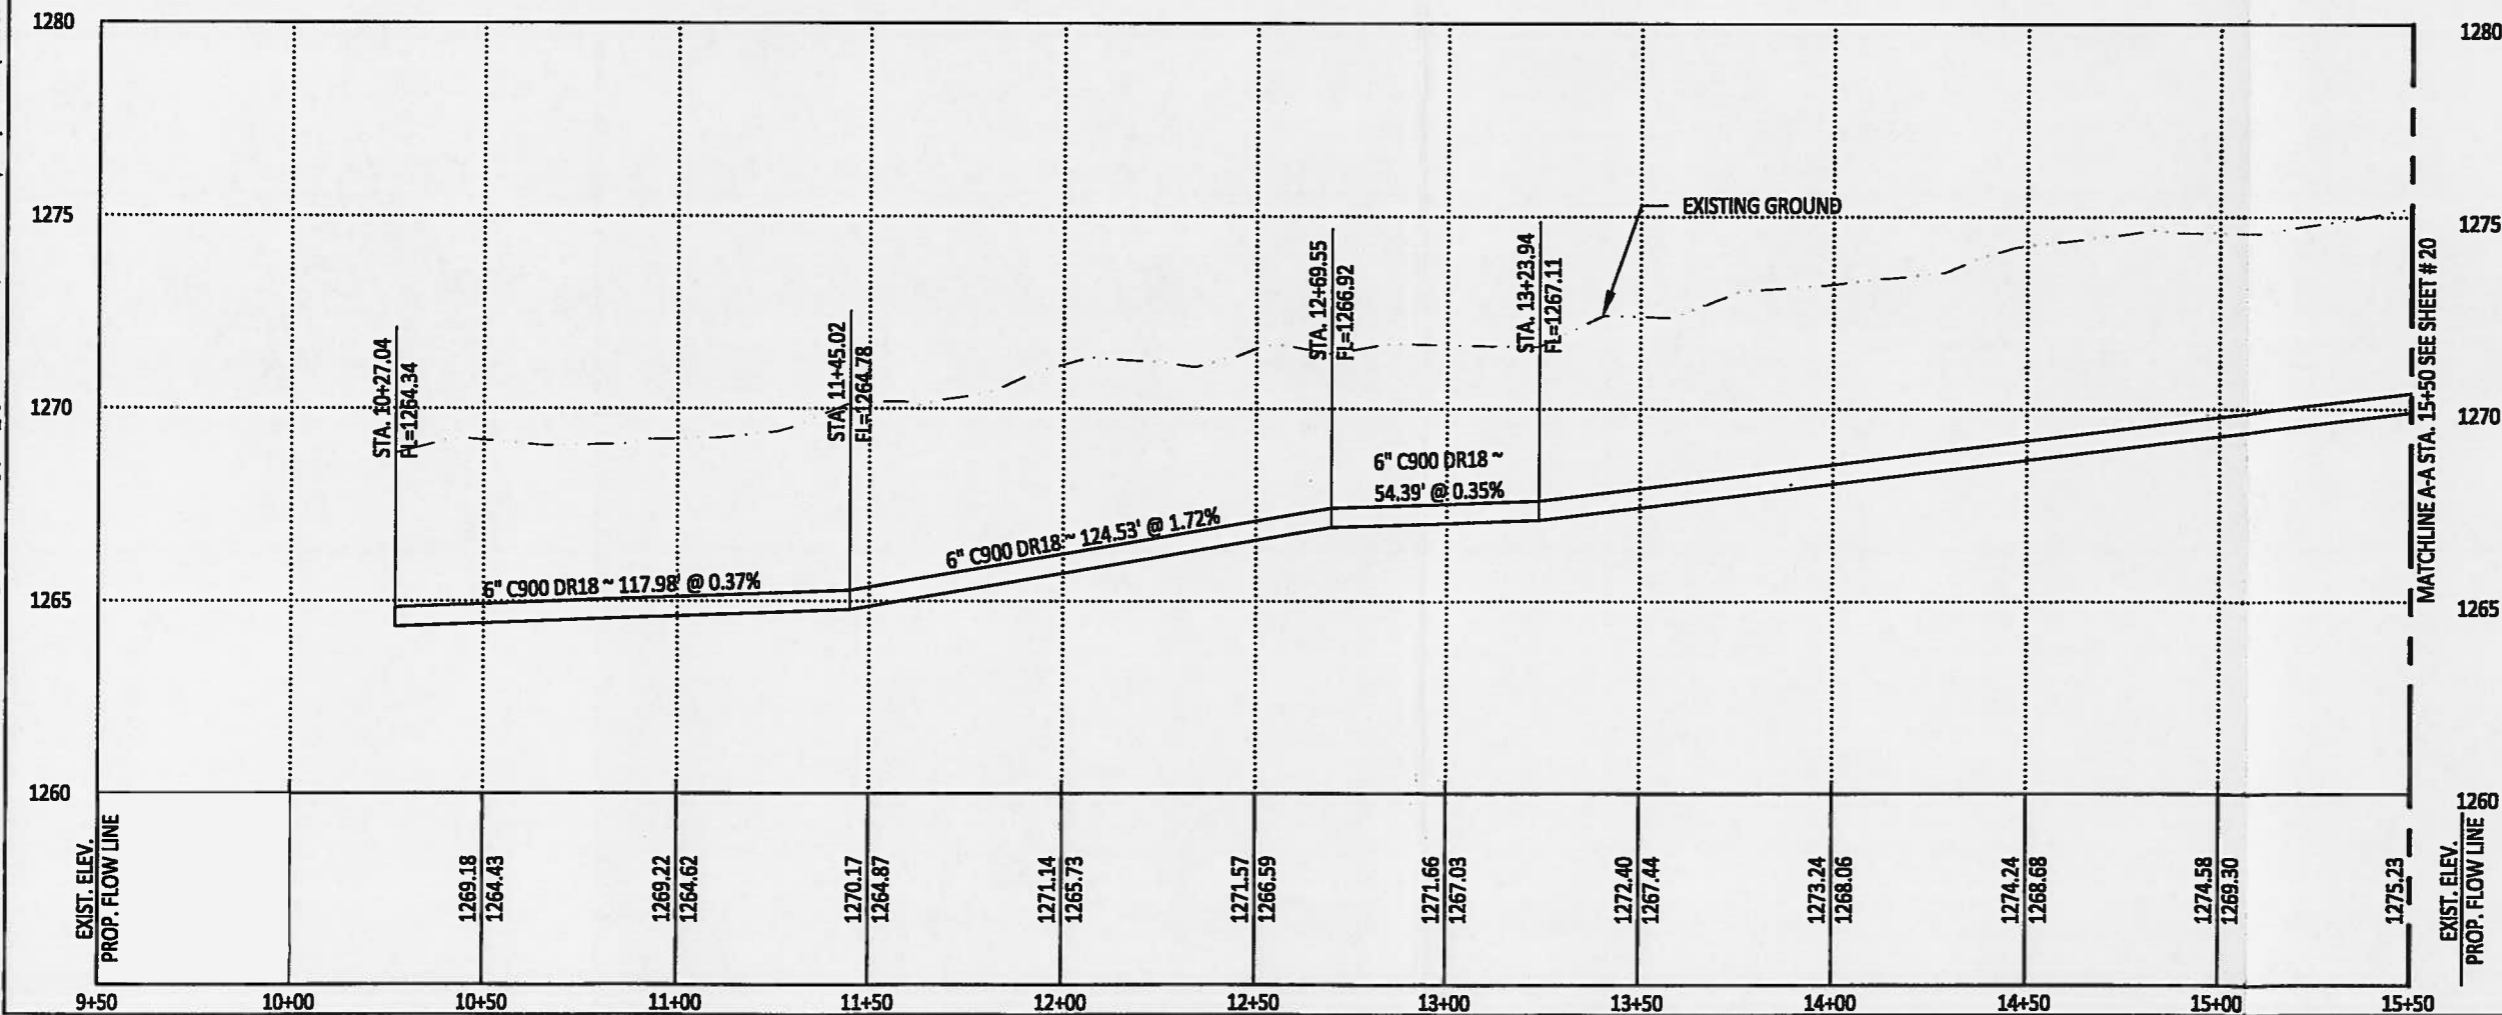 1280
1280
1275
1275
1270
1270
1265
1265
1260
1260
EXISTING GROUND
STA. 10+27.04
FL=1264.34
STA. 11+45.02
FL=1264.78
STA. 12+69.55
FL=1266.92
STA. 13+23.94
FL=1267.11
6" C900 DR18 ~ 117.98' @ 0.37%
6" C900 DR18 ~ 124.53' @ 1.72%
6" C900 DR18 ~
54.39' @ 0.35%
MATCHLINE A-A STA. 15+50 SEE SHEET # 20
EXIST. ELEV.
PROP. FLOW LINE
1269.18
1264.43
1269.22
1264.62
1270.17
1264.87
1271.14
1265.73
1271.57
1266.59
1271.66
1267.03
1272.40
1267.44
1273.24
1268.06
1274.24
1268.68
1274.58
1269.30
1275.23
EXIST. ELEV.
PROP. FLOW LINE
9+50
10+00
10+50
11+00
11+50
12+00
12+50
13+00
13+50
14+00
14+50
15+00
15+50